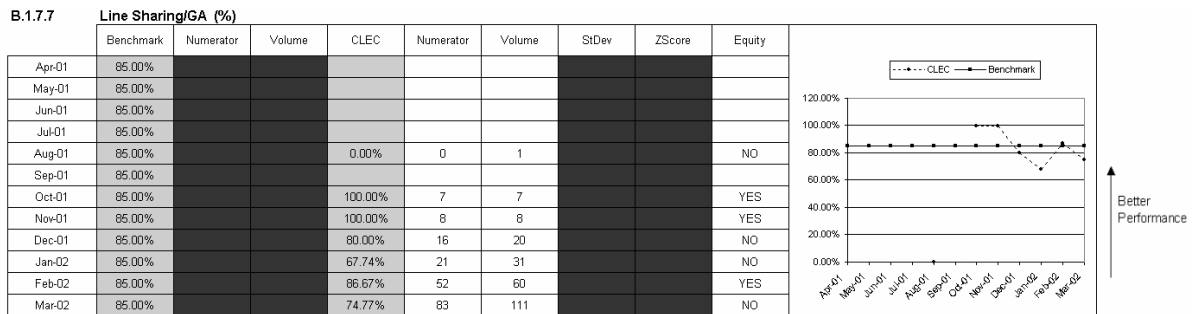 B.1.7.7 Line Sharing/GA (%)
Benchmark Numerator Volume CLEC Numerator Volume StDev ZScore Equity
Apr-01 85.00%
May-01 85.00%
Jun-01 85.00%
Jul-01 85.00%
Aug-01 85.00% 0.00% 0 1 NO
Sep-01 85.00%
Oct-01 85.00% 100.00% 7 7 YES
Nov-01 85.00% 100.00% 8 8 YES
Dec-01 85.00% 80.00% 16 20 NO
Jan-02 85.00% 67.74% 21 31 NO
Feb-02 85.00% 86.67% 52 60 YES
Mar-02 85.00% 74.77% 83 111 NO
CLEC Benchmark
120.00%
100.00%
80.00%
60.00%
40.00%
20.00%
0.00%
Apr-01 May-01 Jun-01 Jul-01 Aug-01 Sep-01 Oct-01 Nov-01 Dec-01 Jan-02 Feb-02 Mar-02
Better
Performance